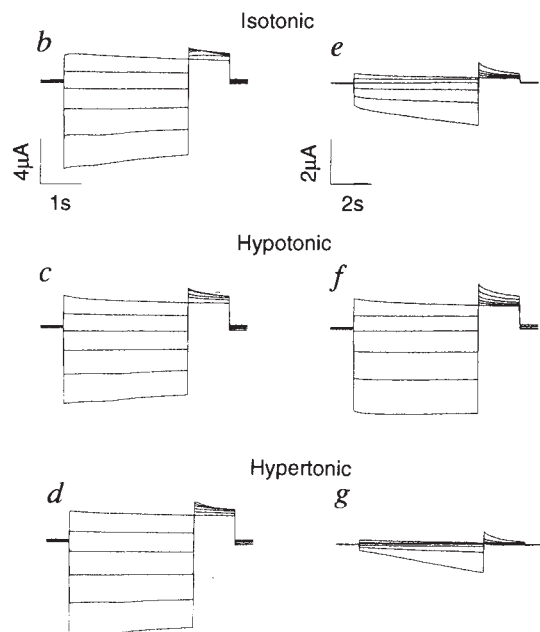 Isotonic
b
e
4μA
1s
2μA
2s
Hypotonic
c
f
Hypertonic
d
g